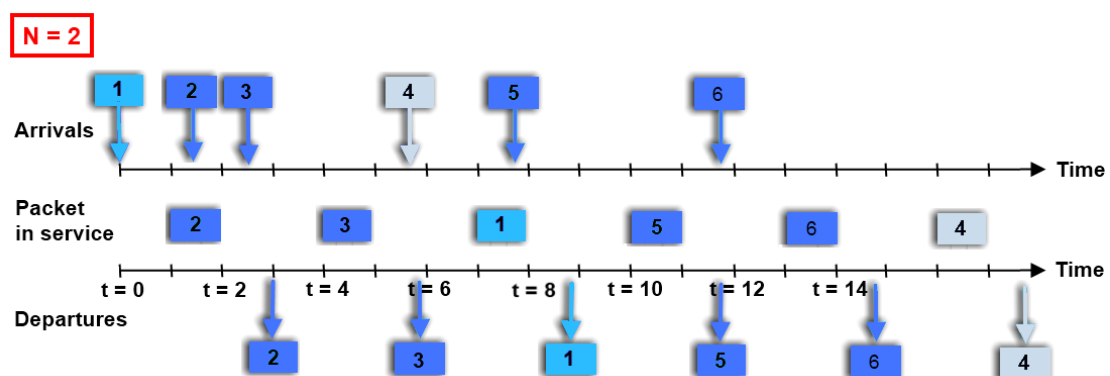 N = 2
1 2 3 4 5 6
Arrivals
Time
Packet
in service
2 3 1 5 6 4
Time
t = 0 t = 2 t = 4 t = 6 t = 8 t = 10 t = 12 t = 14
Departures
2 3 1 5 6 4